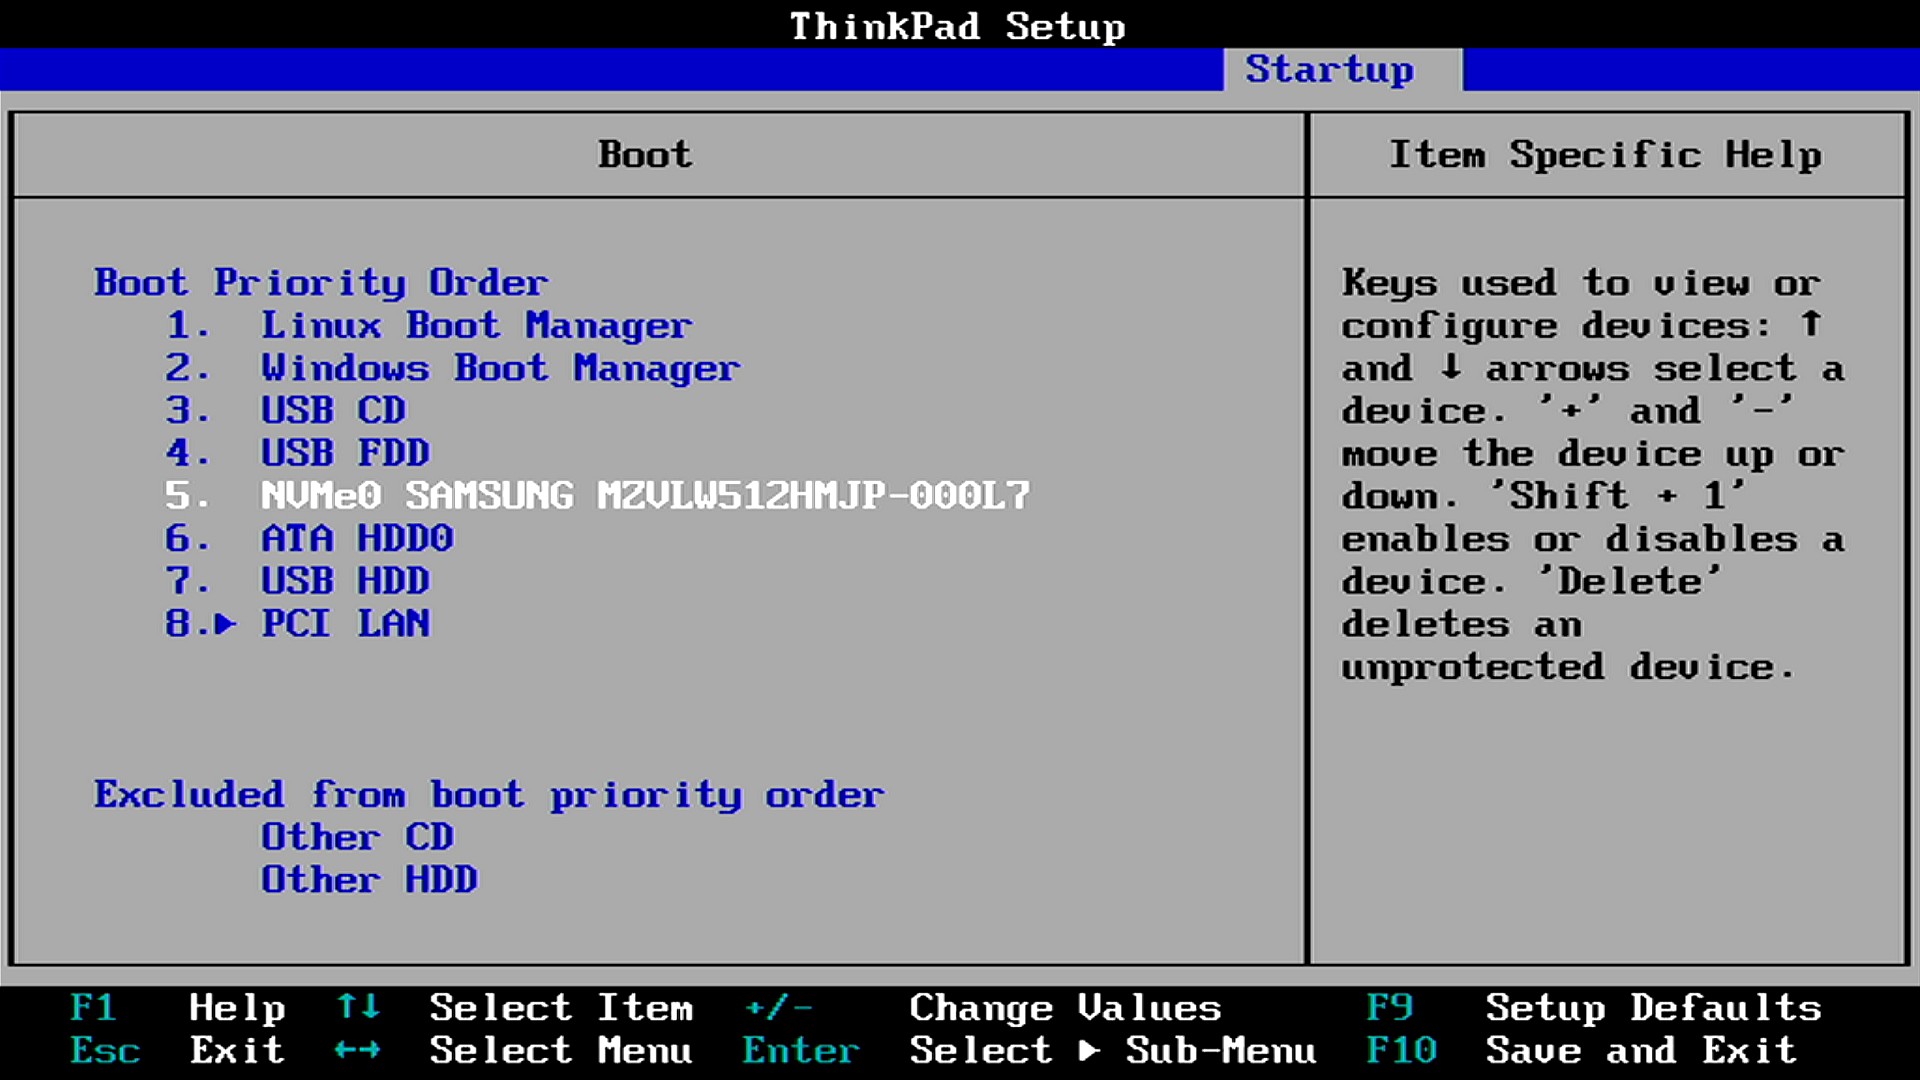 ThinkPad Setup
Startup
Boot
Item Specific Help
Boot Priority Order
1. Linux Boot Manager
2. Windows Boot Manager
3. USB CD
4. USB FDD
5. NVMe0 SAMSUNG MZVLW512HMJP-000L7
6. ATA HDD0
7. USB HDD
8.▶ PCI LAN
Excluded from boot priority order
Other CD
Other HDD
Keys used to view or
configure devices: ↑
and ↓ arrows select a
device. '+' and '-'
move the device up or
down. 'Shift + 1'
enables or disables a
device. 'Delete'
deletes an
unprotected device.
F1 Help ↑↓ Select Item +/- Change Values F9 Setup Defaults
Esc Exit ←→ Select Menu Enter Select ▶ Sub-Menu F10 Save and Exit